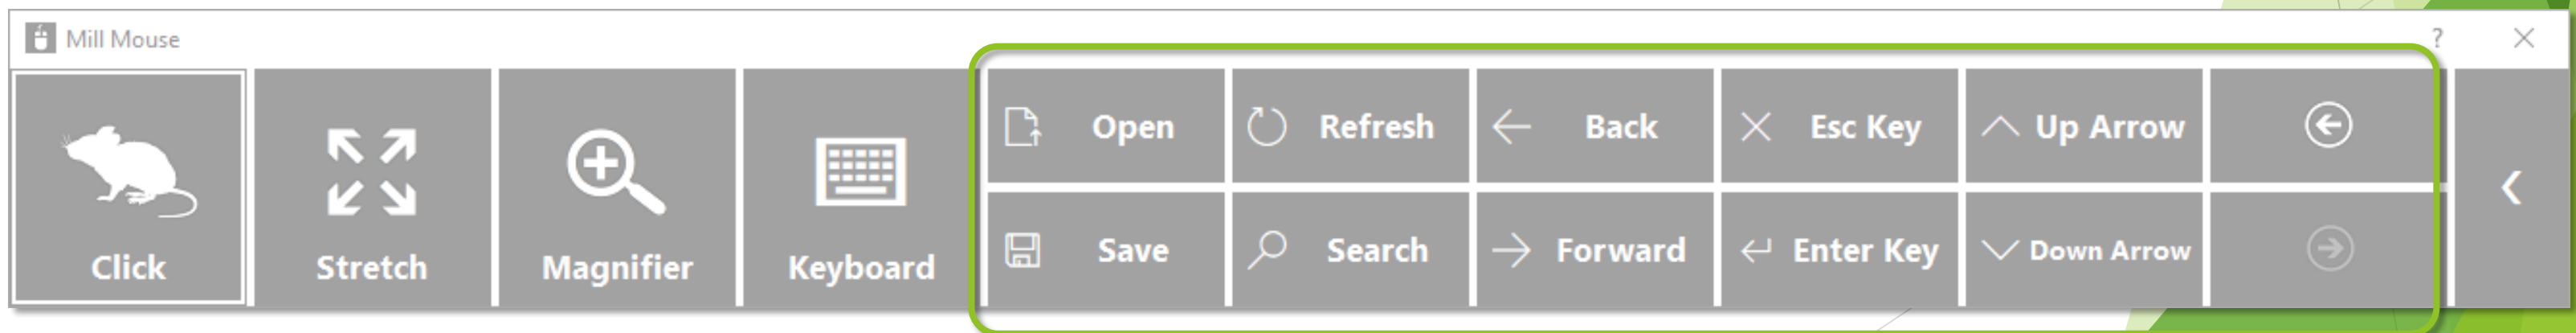 Mill Mouse
?
Click
Stretch
Magnifier
Keyboard
Open
Refresh
Back
Esc Key
Up Arrow
Save
Search
Forward
Enter Key
Down Arrow